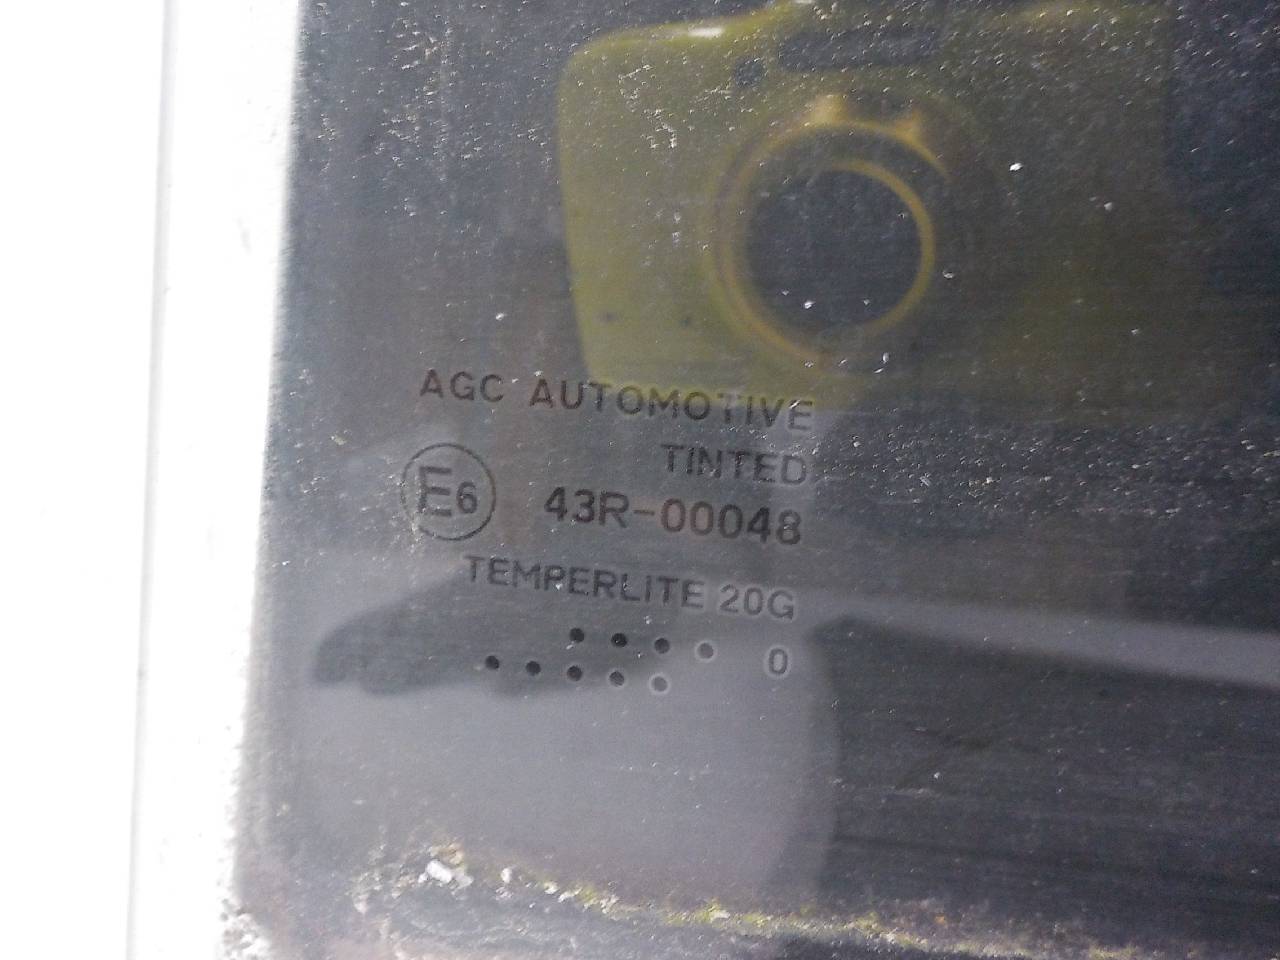 AGC AUTOMOTIVE
TINTED
E6 43R-00048
TEMPERLITE 20G
•••• 0
•••••